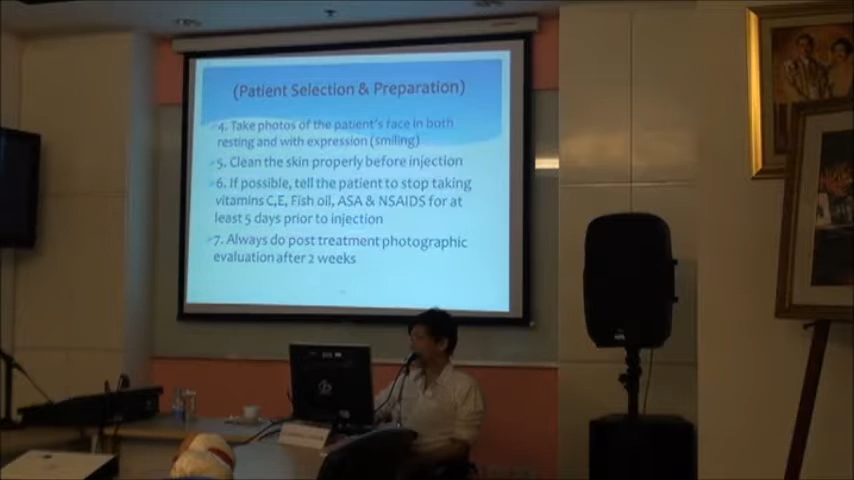 (Patient Selection & Preparation)
4. Take photos of the patient's face in both
resting and with expression (smiling)
5. Clean the skin properly before injection
6. If possible, tell the patient to stop taking
vitamins C,E, Fish oil, ASA & NSAIDS for at
least 5 days prior to injection
7. Always do post treatment photographic
evaluation after 2 weeks